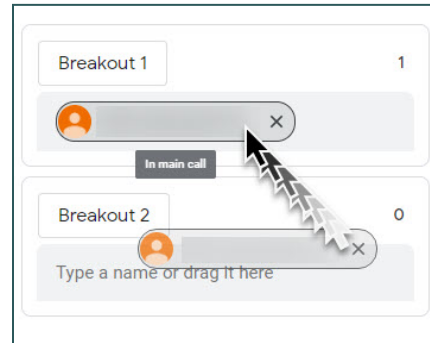 Breakout 1 1
In main call
Breakout 2 0
Type a name or drag it here